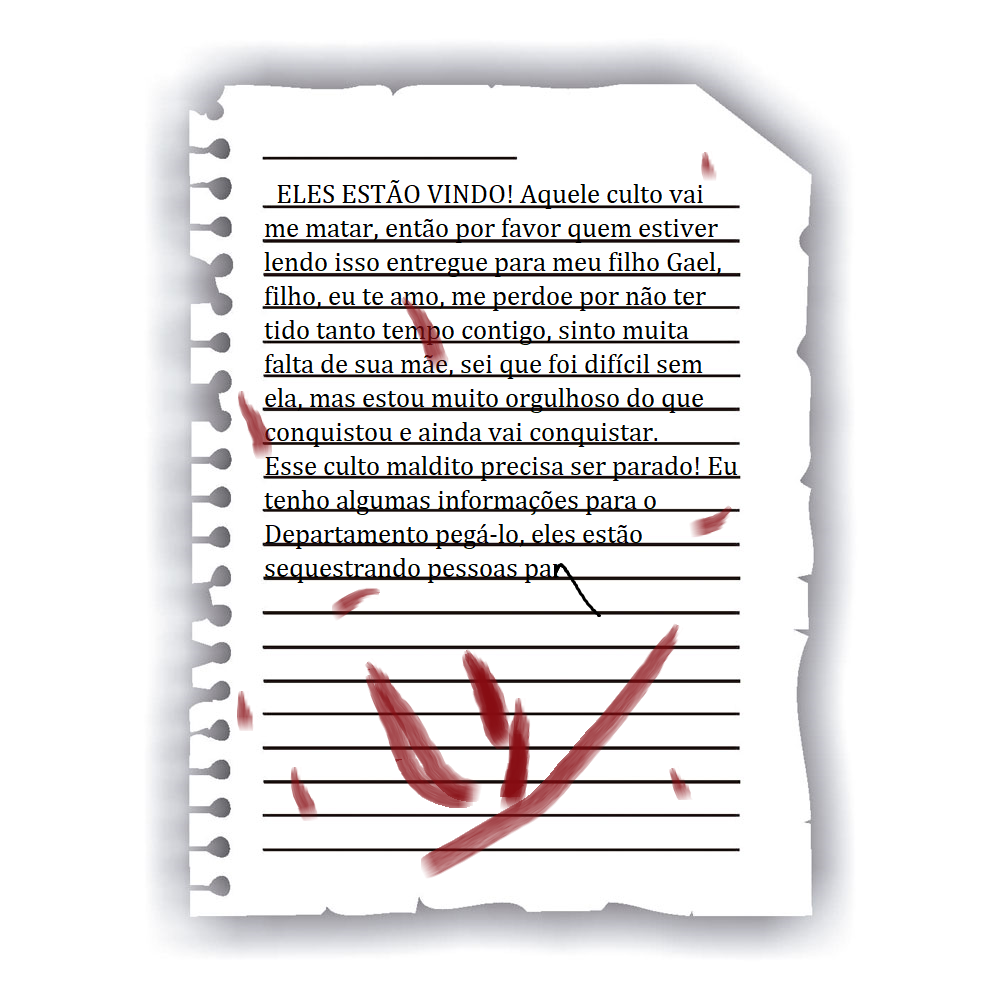 ELES ESTÃO VINDO! Aquele culto vai
me matar, então por favor quem estiver
lendo isso entregue para meu filho Gael,
filho, eu te amo, me perdoe por não ter
tido tanto tempo contigo, sinto muita
falta de sua mãe, sei que foi difícil sem
ela, mas estou muito orgulhoso do que
conquistou e ainda vai conquistar.
Esse culto maldito precisa ser parado! Eu
tenho algumas informações para o
Departamento pegá-lo, eles estão
sequestrando pessoas par